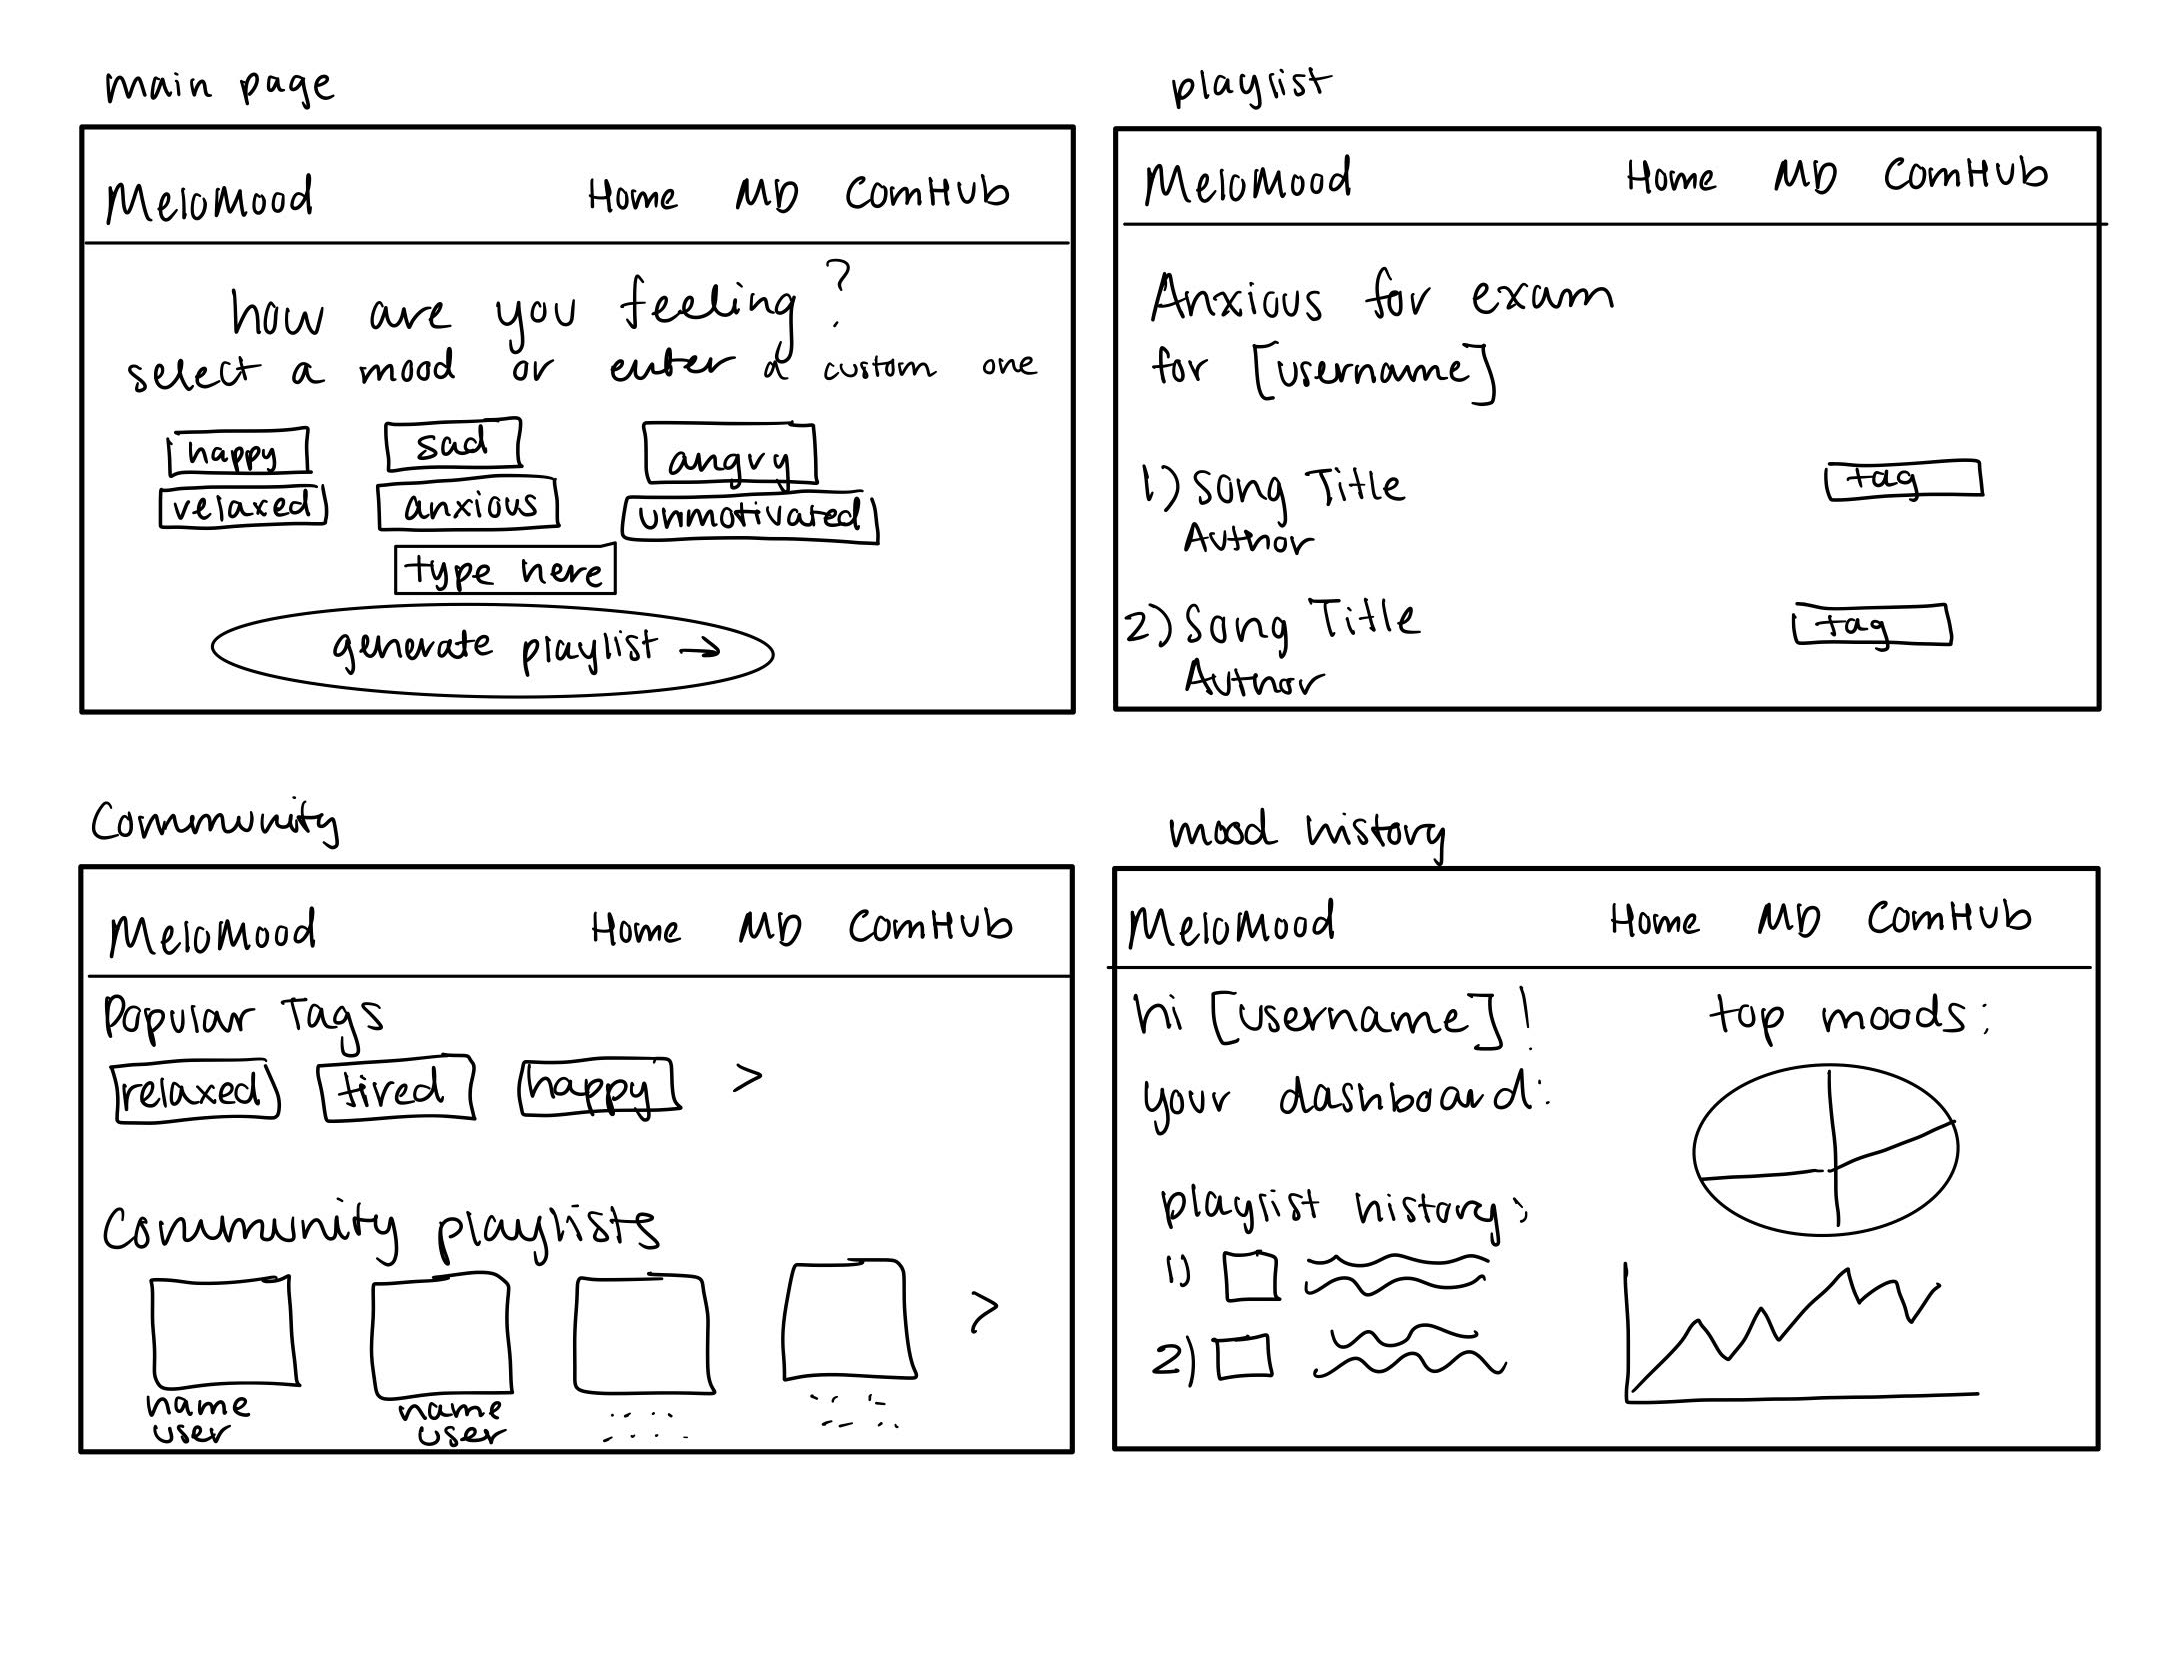 main page
MeloMood Home MD ComHub
how are you feeling?
select a mood or enter a custom one
happy sad angry
relaxed anxious unmotivated
type here
generate playlist →
playlist
MeloMood Home MD ComHub
Anxious for exam
for [username]
1) Song Title tag
Author
2) Song Title tag
Author
Community
MeloMood Home MD ComHub
Popular Tags
relaxed tired happy >
Community playlists
>
name name
user user
mood history
MeloMood Home MD ComHub
hi [username]! top moods:
your dashboard:
playlist history:
1)
2)